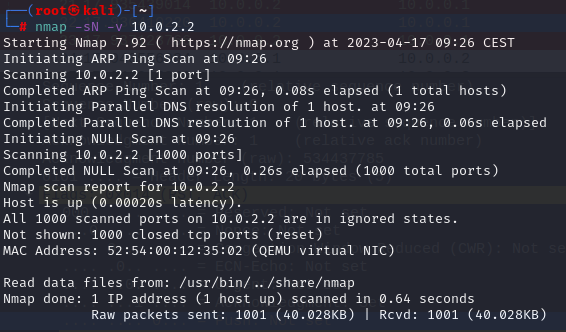 (root㉿kali)-[~]
# nmap -sN -v 10.0.2.2
Starting Nmap 7.92 ( https://nmap.org ) at 2023-04-17 09:26 CEST
Initiating ARP Ping Scan at 09:26
Scanning 10.0.2.2 [1 port]
Completed ARP Ping Scan at 09:26, 0.08s elapsed (1 total hosts)
Initiating Parallel DNS resolution of 1 host. at 09:26
Completed Parallel DNS resolution of 1 host. at 09:26, 0.06s elapsed
Initiating NULL Scan at 09:26
Scanning 10.0.2.2 [1000 ports]
Completed NULL Scan at 09:26, 0.26s elapsed (1000 total ports)
Nmap scan report for 10.0.2.2
Host is up (0.00020s latency).
All 1000 scanned ports on 10.0.2.2 are in ignored states.
Not shown: 1000 closed tcp ports (reset)
MAC Address: 52:54:00:12:35:02 (QEMU virtual NIC)

Read data files from: /usr/bin/../share/nmap
Nmap done: 1 IP address (1 host up) scanned in 0.64 seconds
Raw packets sent: 1001 (40.028KB) | Rcvd: 1001 (40.028KB)